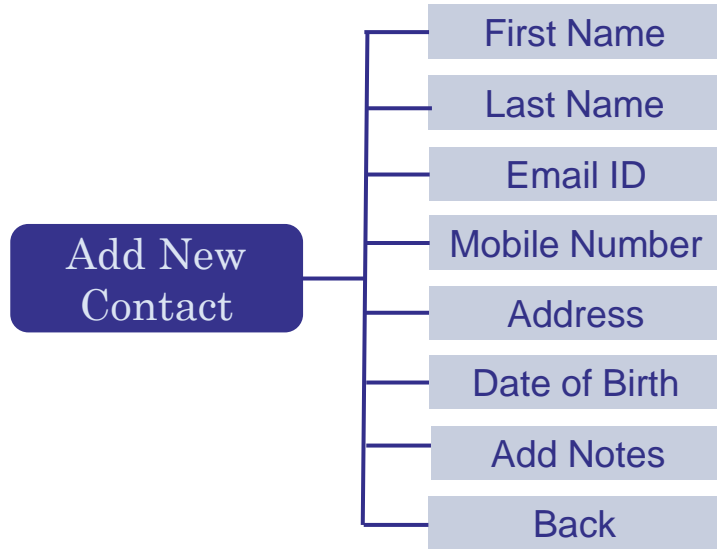 First Name
Last Name
Email ID
Mobile Number
Add New
Contact
Address
Date of Birth
Add Notes
Back